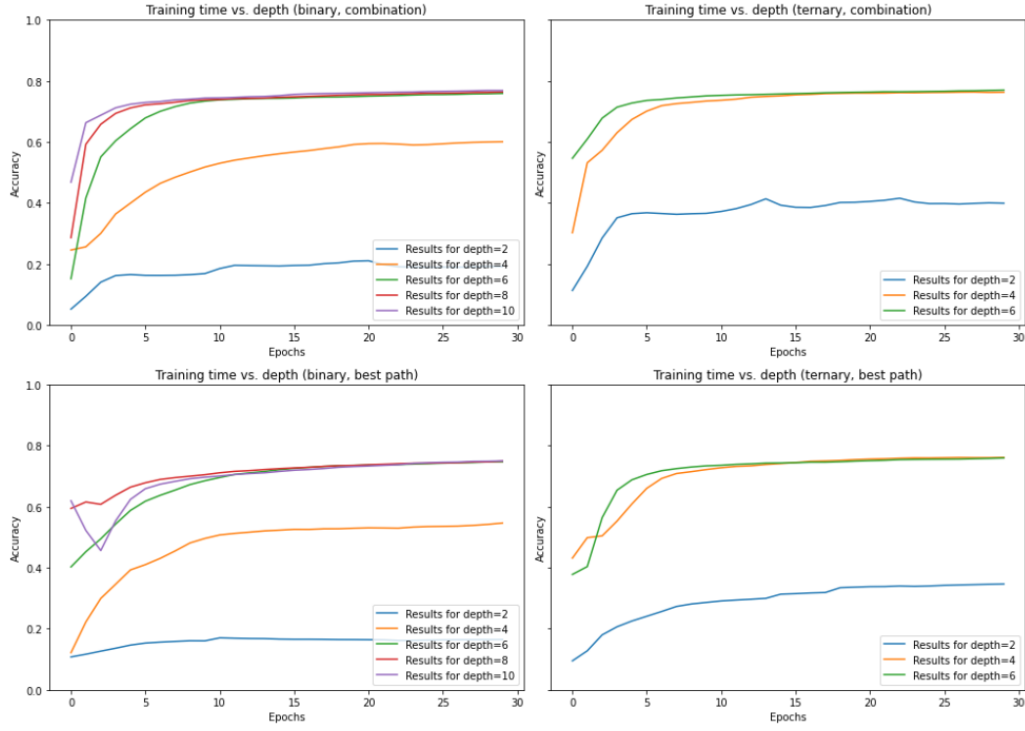 Training time vs. depth (binary, combination)
1.0
0.8
0.6
0.4
0.2
0.0
Accuracy
Results for depth=2
Results for depth=4
Results for depth=6
Results for depth=8
Results for depth=10
0 5 10 15 20 25 30
Epochs
Training time vs. depth (ternary, combination)
Accuracy
Results for depth=2
Results for depth=4
Results for depth=6
0 5 10 15 20 25 30
Epochs
Training time vs. depth (binary, best path)
1.0
0.8
0.6
0.4
0.2
0.0
Accuracy
Results for depth=2
Results for depth=4
Results for depth=6
Results for depth=8
Results for depth=10
0 5 10 15 20 25 30
Epochs
Training time vs. depth (ternary, best path)
Accuracy
Results for depth=2
Results for depth=4
Results for depth=6
0 5 10 15 20 25 30
Epochs